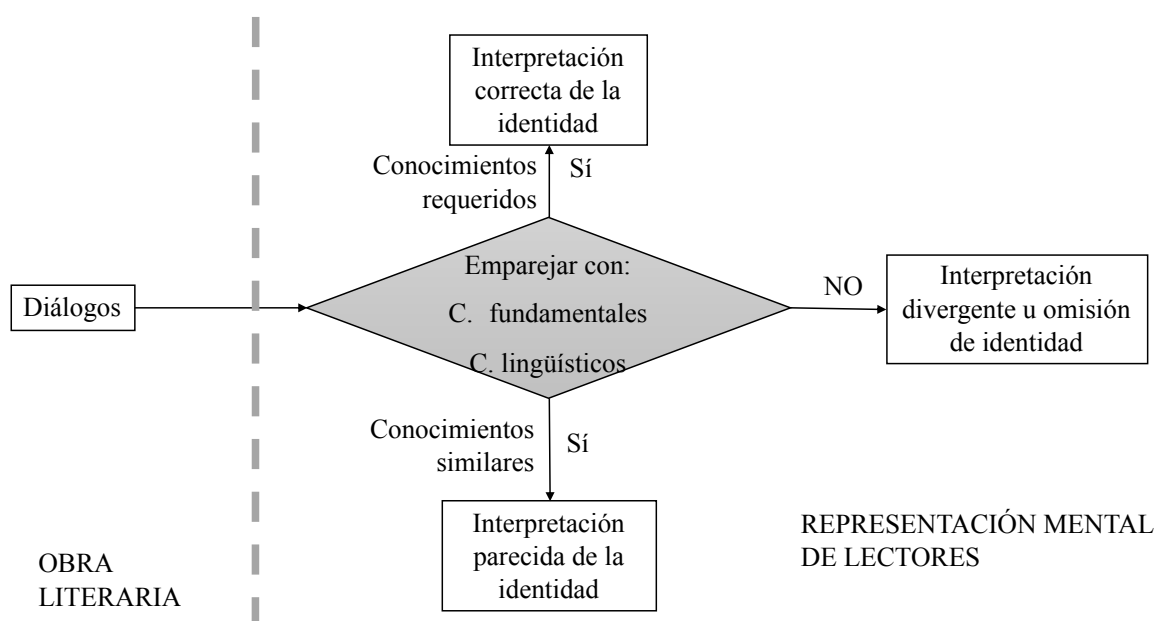 Interpretación
correcta de la
identidad
Conocimientos
requeridos
Sí
Diálogos
Emparejar con:
C. fundamentales
C. lingüísticos
NO
Interpretación
divergente u omisión
de identidad
Conocimientos
similares
Sí
Interpretación
parecida de la
identidad
OBRA
LITERARIA
REPRESENTACIÓN MENTAL
DE LECTORES